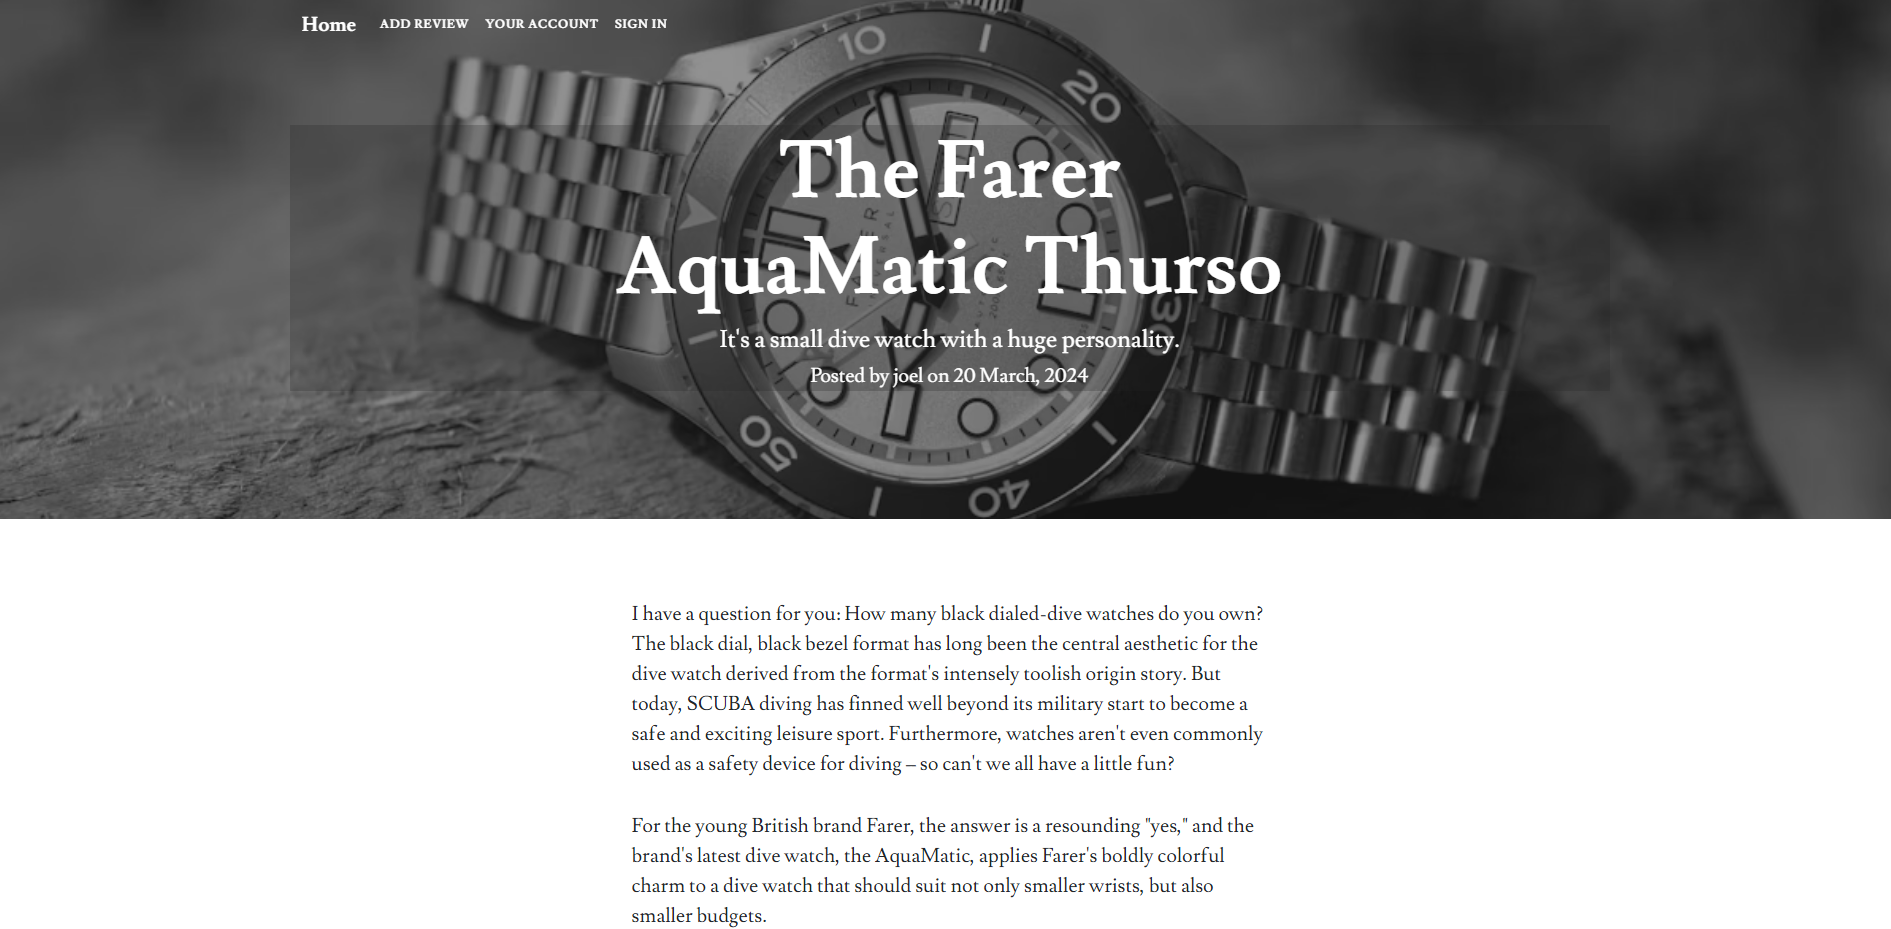 Home ADD REVIEW YOUR ACCOUNT SIGN IN
10
20
The Farer
AquaMatic Thurso
FARER
30
It's a small dive watch with a huge personality.
Posted by joel on 20 March, 2024
50
40
I have a question for you: How many black dialed-dive watches do you own?
The black dial, black bezel format has long been the central aesthetic for the
dive watch derived from the format's intensely toolish origin story. But
today, SCUBA diving has finned well beyond its military start to become a
safe and exciting leisure sport. Furthermore, watches aren't even commonly
used as a safety device for diving – so can't we all have a little fun?
For the young British brand Farer, the answer is a resounding "yes," and the
brand's latest dive watch, the AquaMatic, applies Farer's boldly colorful
charm to a dive watch that should suit not only smaller wrists, but also
smaller budgets.